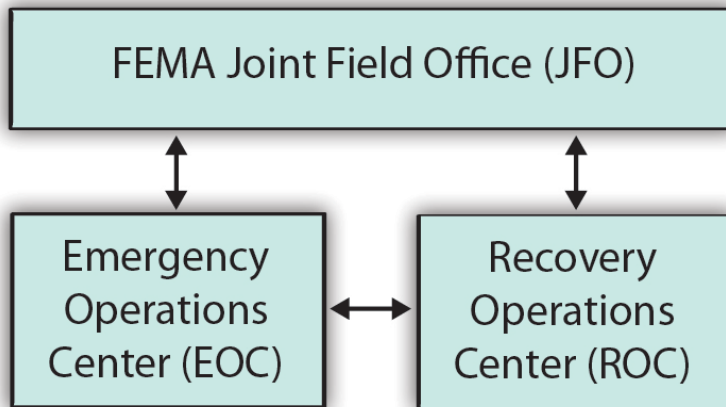 FEMA Joint Field Office (JFO)
Emergency
Operations
Center (EOC)
Recovery
Operations
Center (ROC)